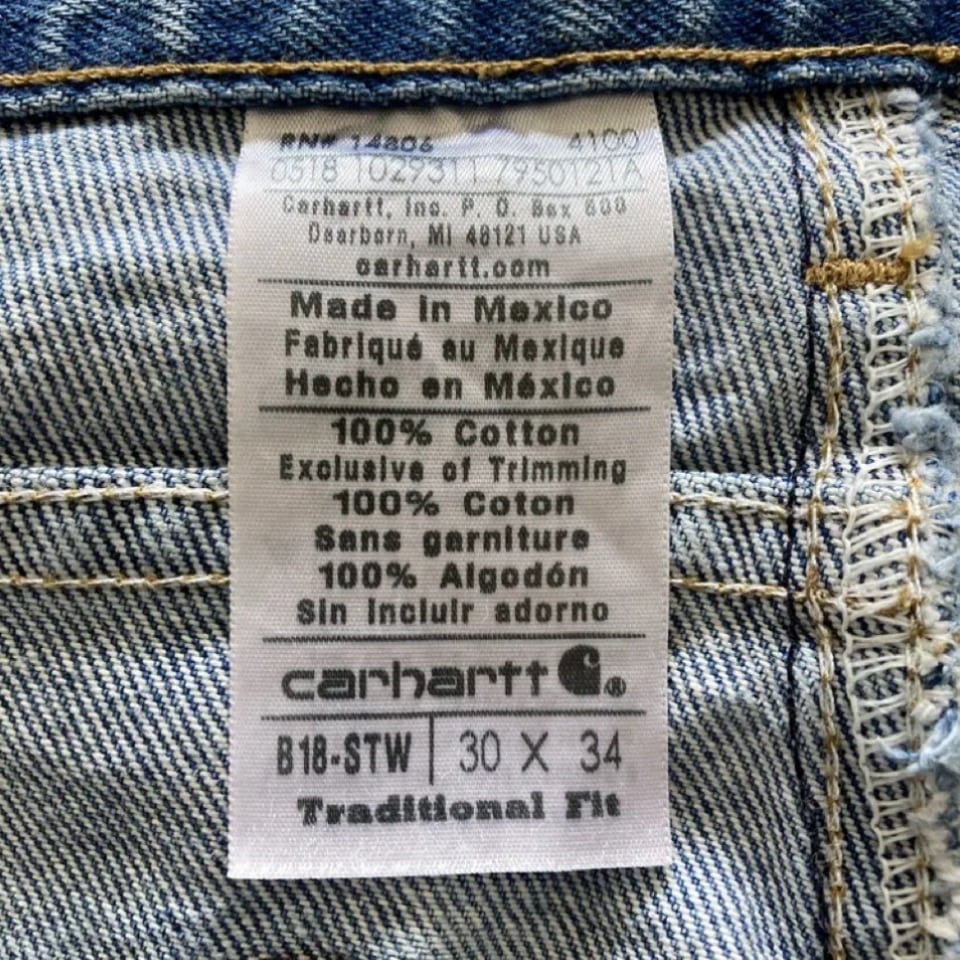 RN# 14806 4100
0518 1029311 7950121A
Carhartt, Inc. P. O. Box 600
Dearborn, MI 48121 USA
carhartt.com
Made in Mexico
Fabriqué au Mexique
Hecho en México
100% Cotton
Exclusive of Trimming
100% Coton
Sans garniture
100% Algodón
Sin Incluir adorno
carhartt ®
B18-STW 30 X 34
Traditional Fit